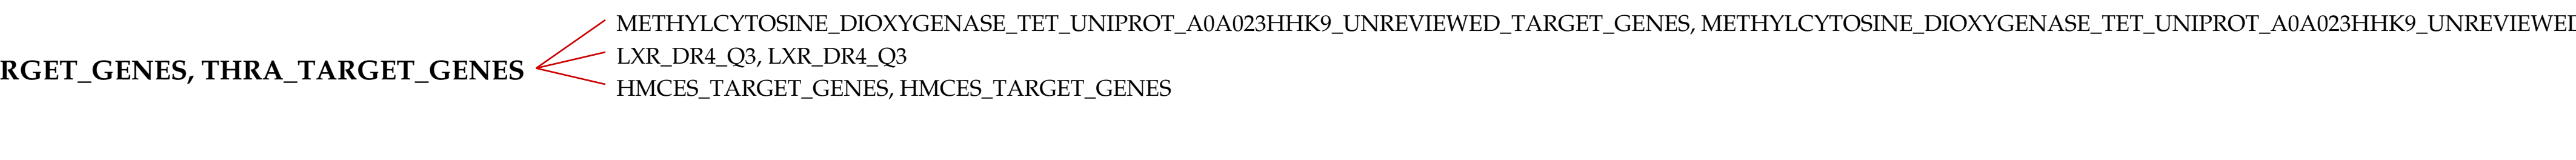 METHYLCYTOSINE_DIOXYGENASE_TET_UNIPROT_A0A023HHK9_UNREVIEWED_TARGET_GENES, METHYLCYTOSINE_DIOXYGENASE_TET_UNIPROT_A0A023HHK9_UNREVIEWED
LXR_DR4_Q3, LXR_DR4_Q3
RGET_GENES, THRA_TARGET_GENES
HMCES_TARGET_GENES, HMCES_TARGET_GENES